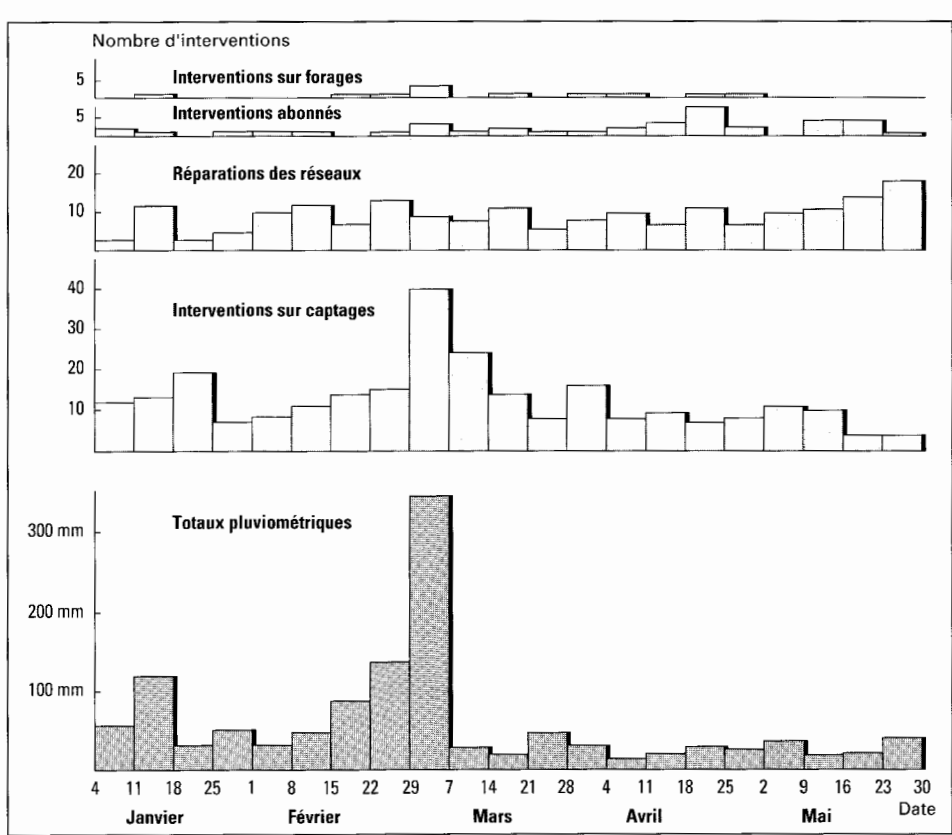 Nombre d'interventions
5
Interventions sur forages
5
Interventions abonnés
20
Réparations des réseaux
10
40
Interventions sur captages
30
20
10
Totaux pluviométriques
300 mm
200 mm
100 mm
4 11 18 25 1 8 15 22 29 7 14 21 28 4 11 18 25 2 9 16 23 30
Janvier Février Mars Avril Mai Date